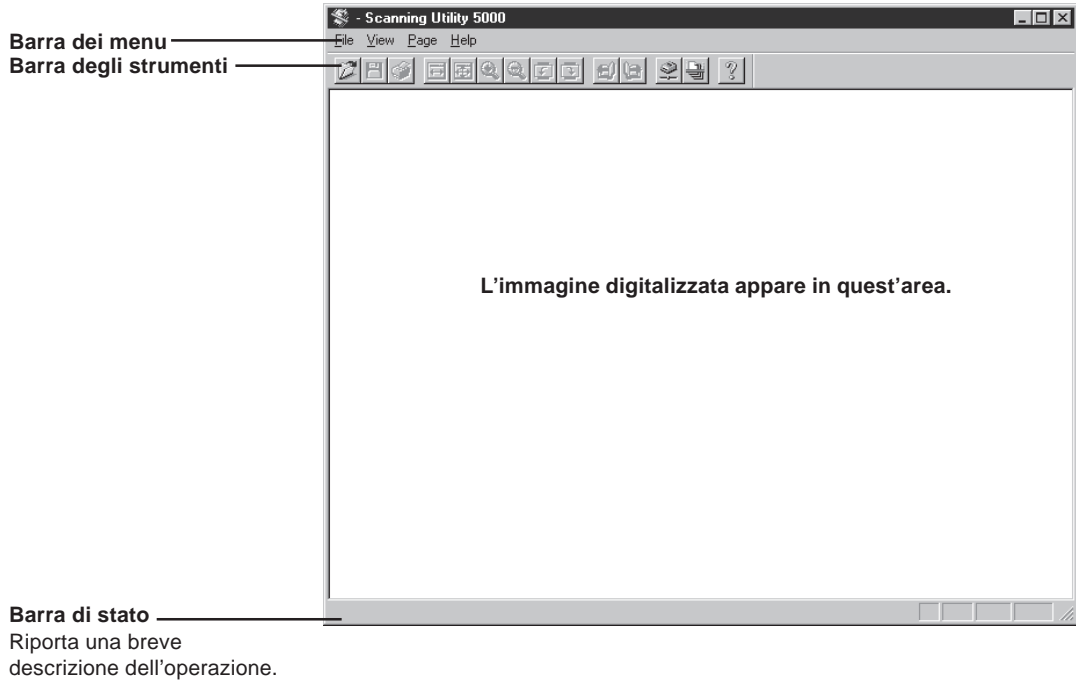 - Scanning Utility 5000
File View Page Help
Barra dei menu
Barra degli strumenti
L'immagine digitalizzata appare in quest'area.
Barra di stato
Riporta una breve
descrizione dell'operazione.